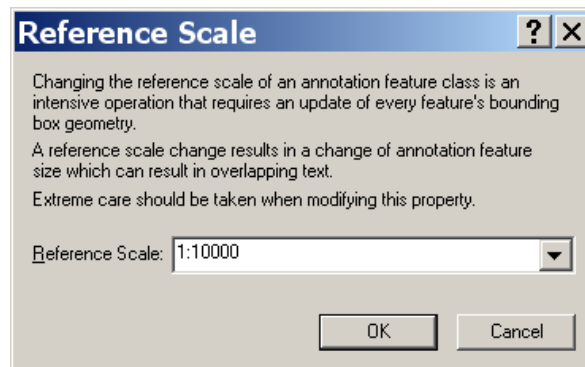 Reference Scale
Changing the reference scale of an annotation feature class is an
intensive operation that requires an update of every feature's bounding
box geometry.
A reference scale change results in a change of annotation feature
size which can result in overlapping text.
Extreme care should be taken when modifying this property.
Reference Scale: 1:10000
OK Cancel